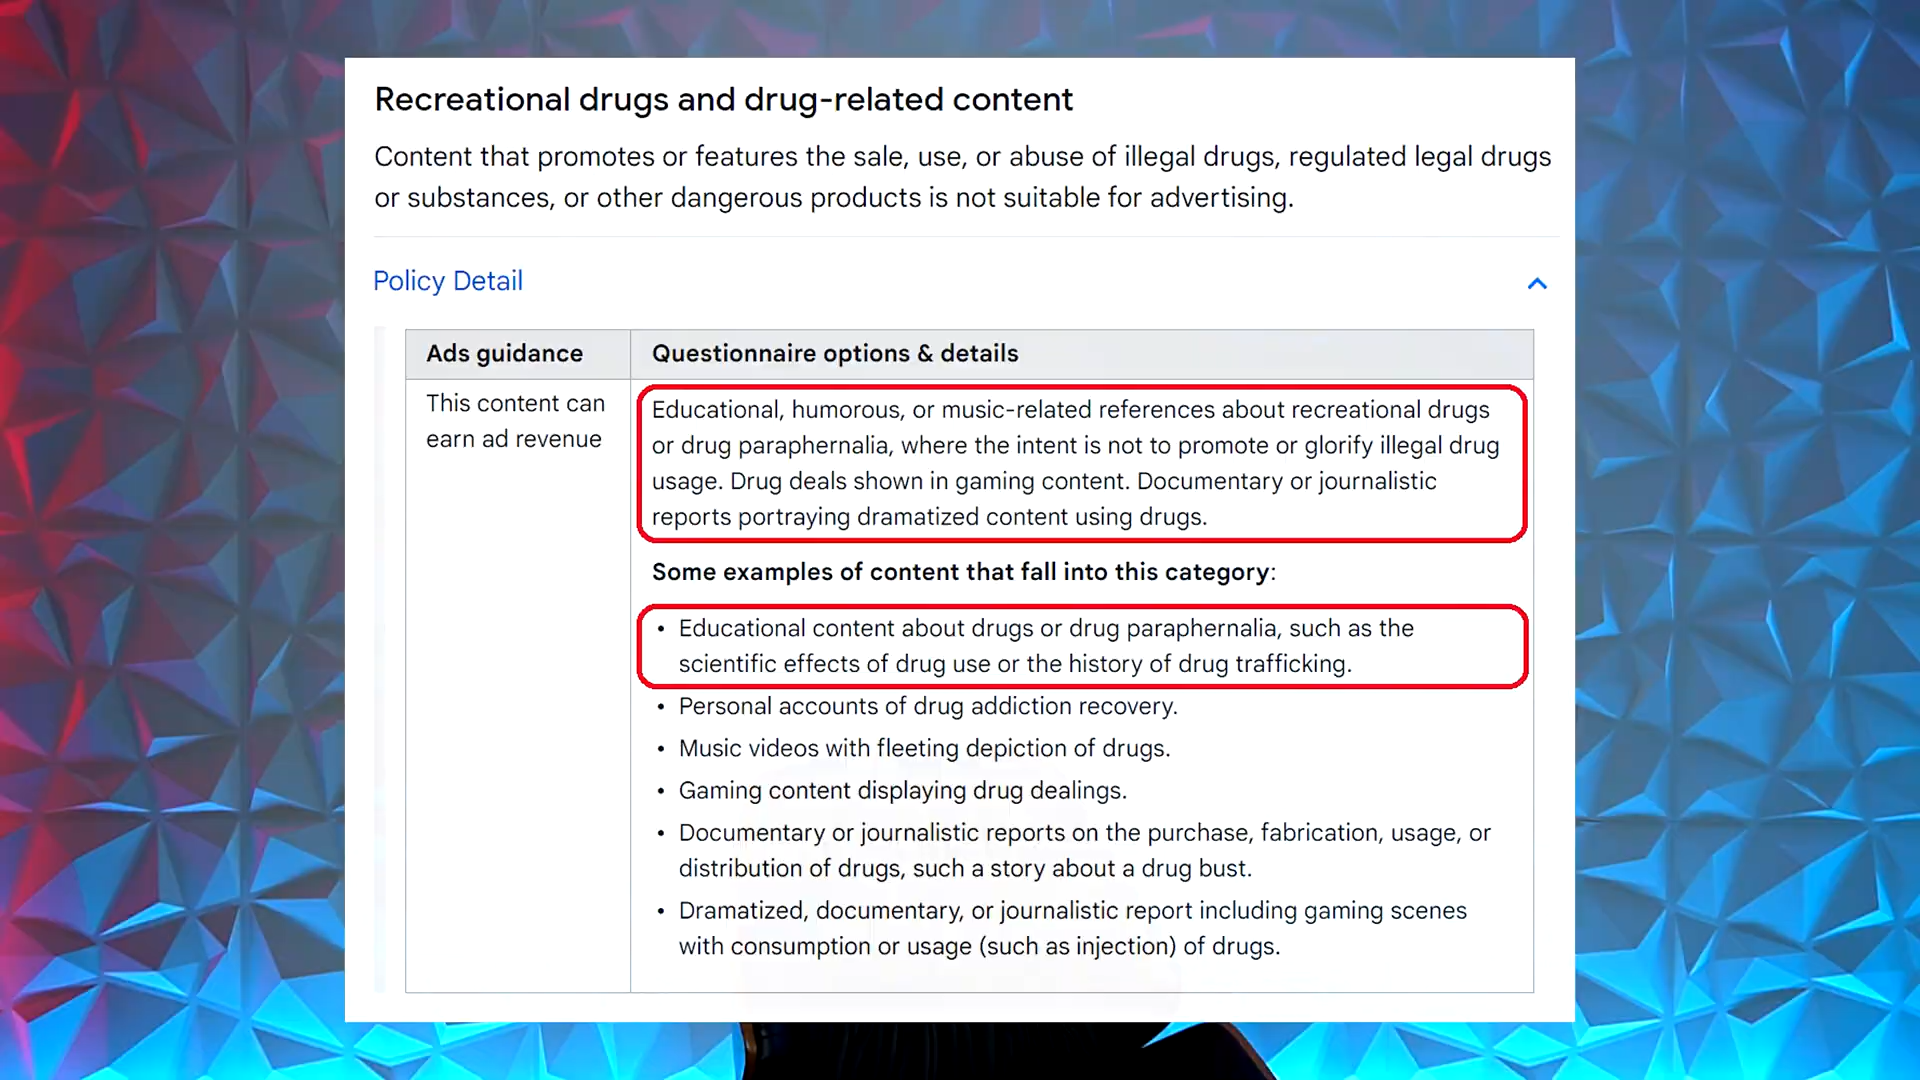 Recreational drugs and drug-related content
Content that promotes or features the sale, use, or abuse of illegal drugs, regulated legal drugs
or substances, or other dangerous products is not suitable for advertising.
Policy Detail
Ads guidance
Questionnaire options & details
This content can
earn ad revenue
Educational, humorous, or music-related references about recreational drugs
or drug paraphernalia, where the intent is not to promote or glorify illegal drug
usage. Drug deals shown in gaming content. Documentary or journalistic
reports portraying dramatized content using drugs.
Some examples of content that fall into this category:
• Educational content about drugs or drug paraphernalia, such as the
scientific effects of drug use or the history of drug trafficking.
• Personal accounts of drug addiction recovery.
• Music videos with fleeting depiction of drugs.
• Gaming content displaying drug dealings.
• Documentary or journalistic reports on the purchase, fabrication, usage, or
distribution of drugs, such a story about a drug bust.
• Dramatized, documentary, or journalistic report including gaming scenes
with consumption or usage (such as injection) of drugs.